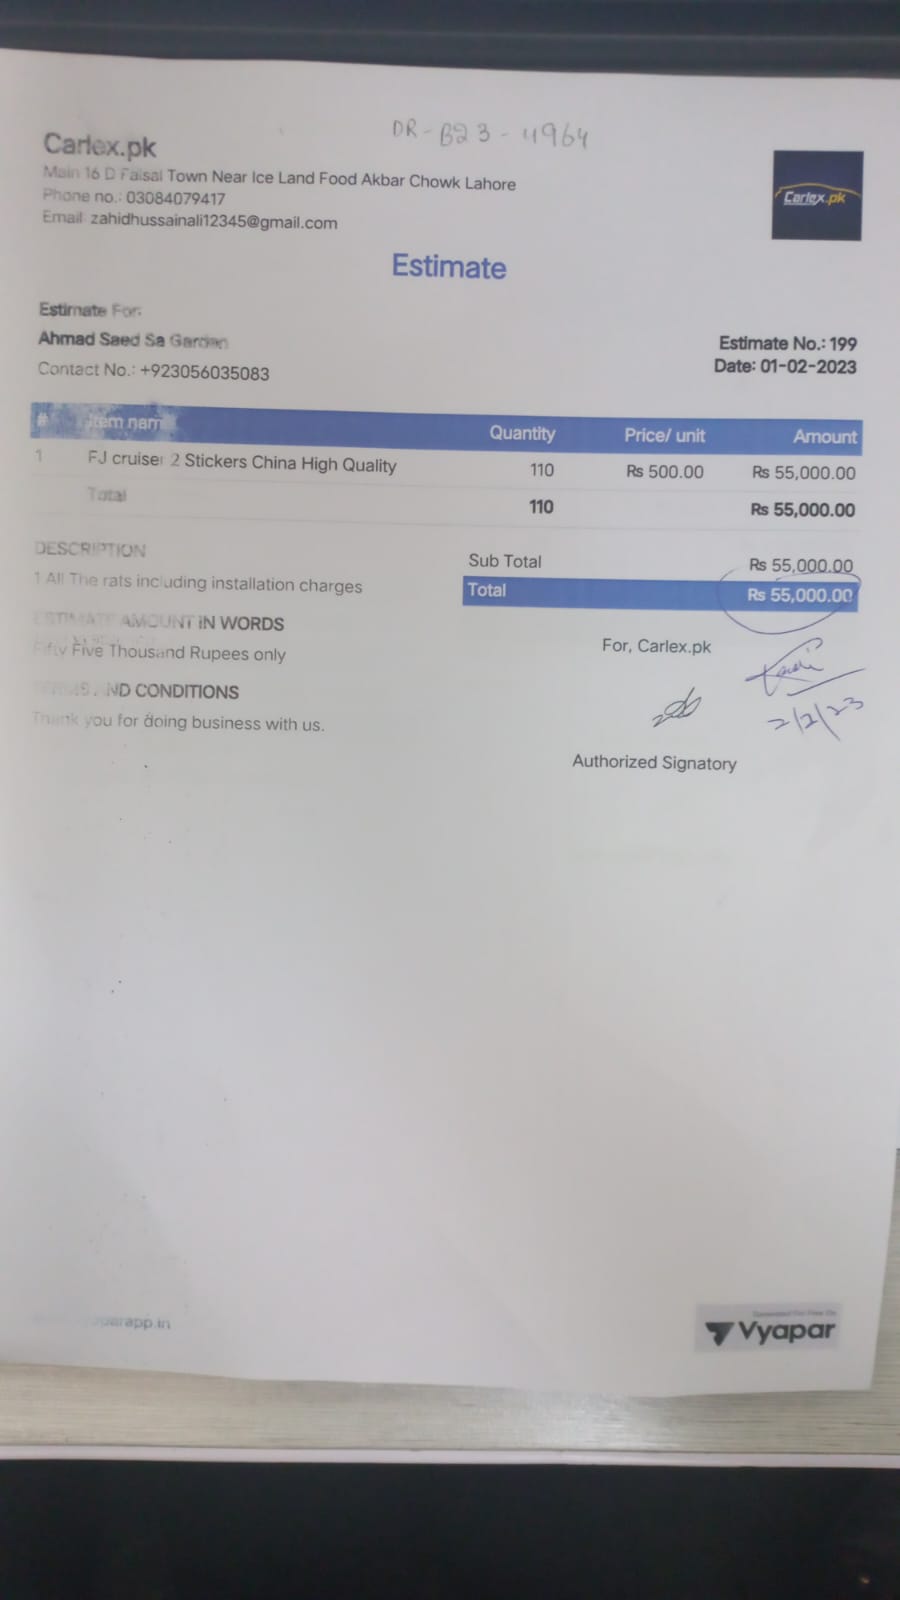 DR-B23-4964
Carlex.pk
Main 16 D Faisal Town Near Ice Land Food Akbar Chowk Lahore
Phone no.: 03084079417
Email: zahidhussainali12345@gmail.com
Carlex.pk
Estimate
Estimate For:
Ahmad Saed Sa Garden
Contact No.: +923056035083
Estimate No.: 199
Date: 01-02-2023
# Item name Quantity Price/ unit Amount
1 FJ cruiser 2 Stickers China High Quality 110 Rs 500.00 Rs 55,000.00
Total 110 Rs 55,000.00
DESCRIPTION
1 All The rats including installation charges
Sub Total Rs 55,000.00
Total Rs 55,000.00
ESTIMATE AMOUNT IN WORDS
Fifty Five Thousand Rupees only
TERMS AND CONDITIONS
Thank you for doing business with us.
For, Carlex.pk
2/2/23
Authorized Signatory
Vyapar